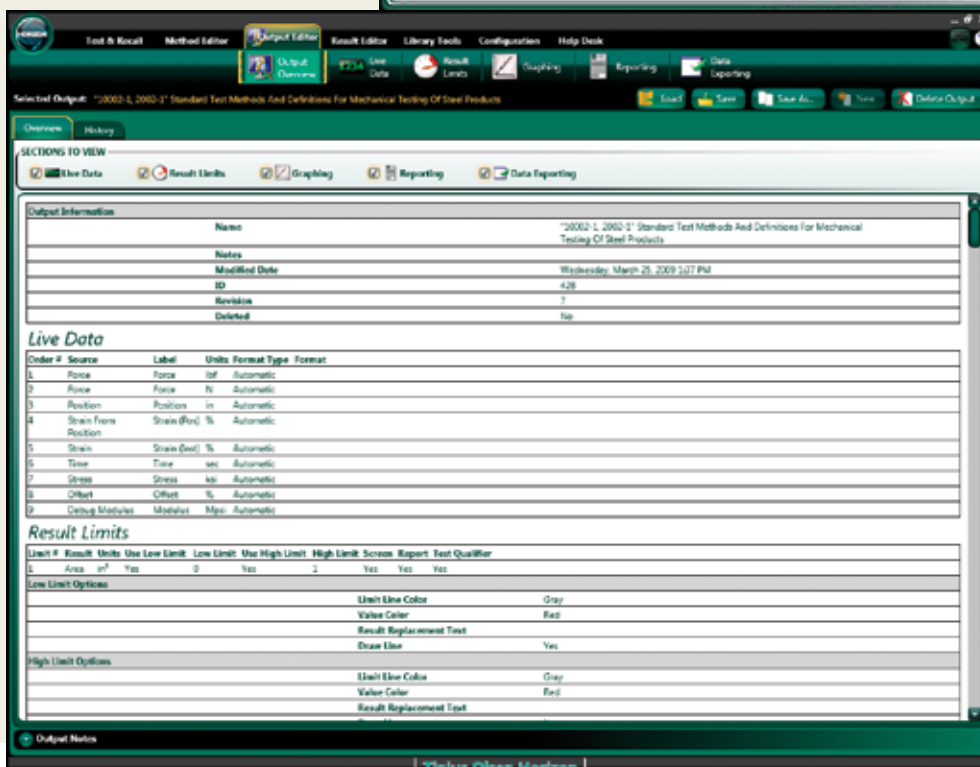 HORIZON
Test & Recall Method Editor Output Editor Result Editor Library Tools Configuration Help Desk
Output Overview Live Data Result Limits Graphing Reporting Data Exporting
Selected Output: "10002-1, 2002-1" Standard Test Methods And Definitions For Mechanical Testing Of Steel Products Load Save Save As... New Delete Output
Overview History
SECTIONS TO VIEW
Live Data Result Limits Graphing Reporting Data Exporting
Output Information
Name "10002-1, 2002-1" Standard Test Methods And Definitions For Mechanical
Testing Of Steel Products
Notes
Modified Date Wednesday, March 25, 2009 PM
ID 428
Revision 7
Deleted No
Live Data
Order # Source Label Units Format Type Format
1 Force Force lbf Automatic
2 Force Force N Automatic
3 Position Position in Automatic
4 Strain From Strain (Pos) % Automatic
Position
5 Strain Strain (Inst) % Automatic
6 Time Time sec Automatic
7 Stress Stress ksi Automatic
8 Offset Offset % Automatic
9 Debug Modulus Modulus Mpsi Automatic
Result Limits
Limit # Result Units Use Low Limit Low Limit Use High Limit High Limit Screen Report Test Qualifier
1 Area in² Yes 0 Yes 1 Yes Yes Yes
Low Limit Options
Limit Line Color Gray
Value Color Red
Result Replacement Text
Draw Line Yes
High Limit Options
Limit Line Color Gray
Value Color Red
Result Replacement Text
Output Notes
Tinius Olsen Horizon